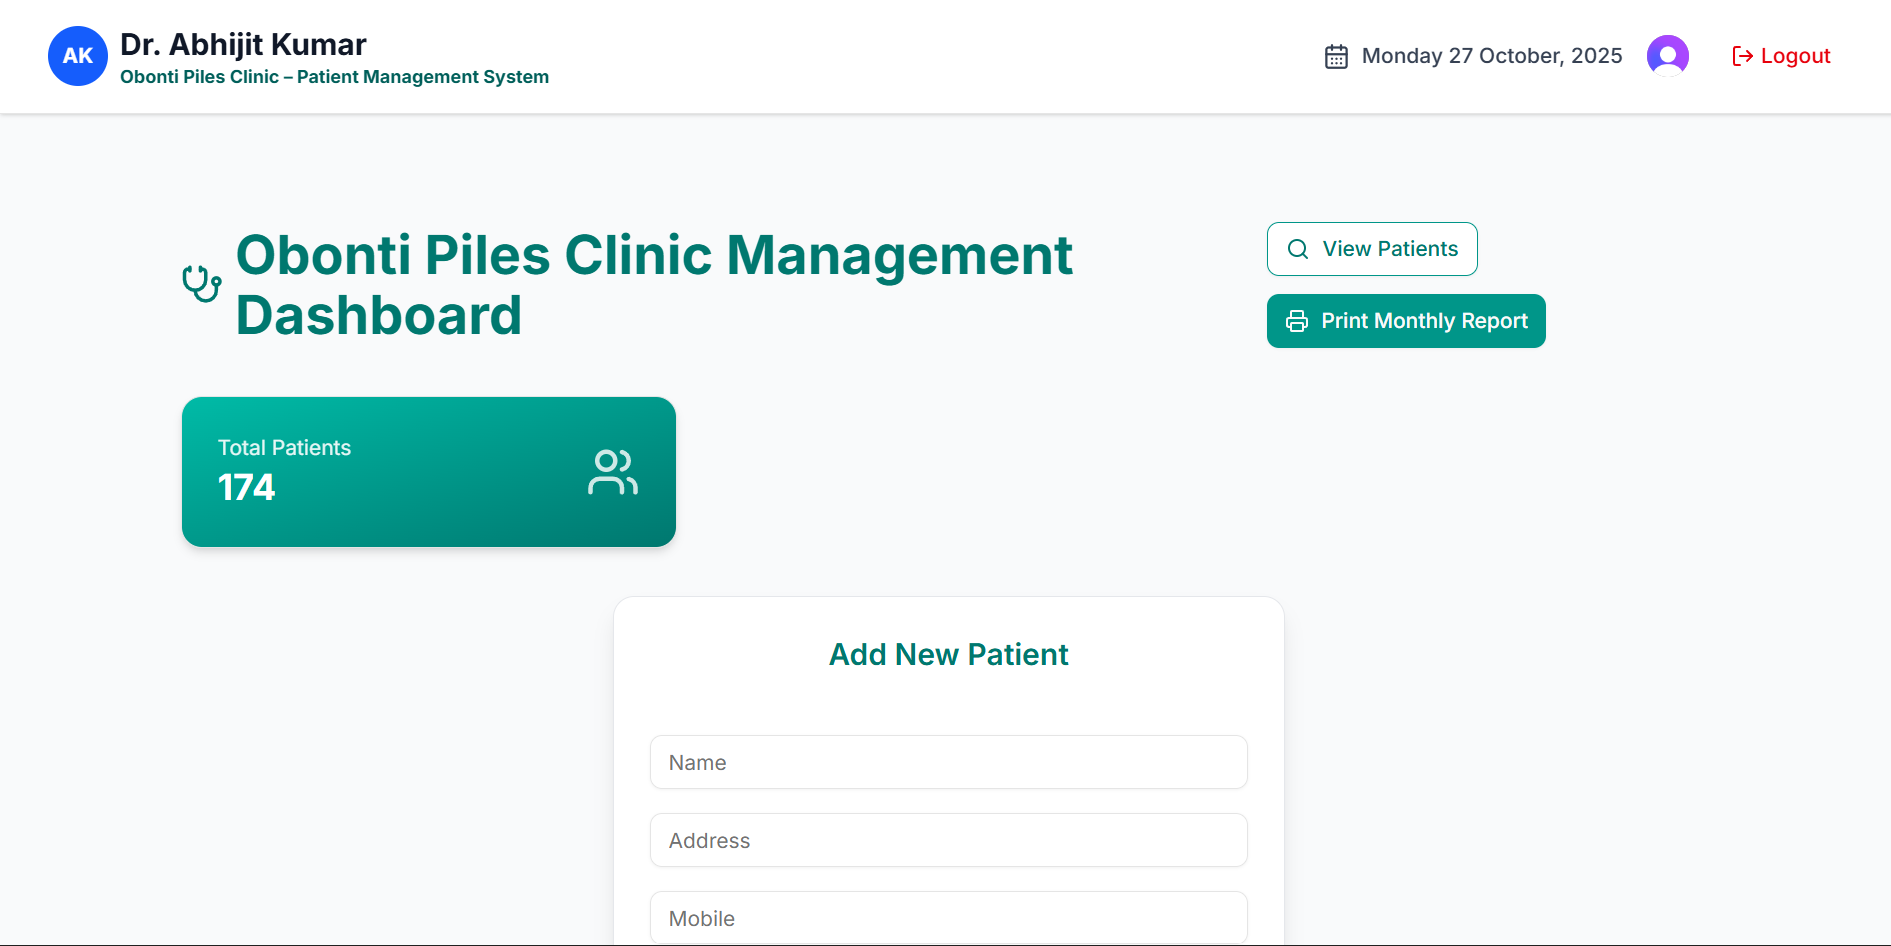 AK
Dr. Abhijit Kumar
Obonti Piles Clinic – Patient Management System
Monday 27 October, 2025
Logout
Obonti Piles Clinic Management
Dashboard
View Patients
Print Monthly Report
Total Patients
174
Add New Patient
Name
Address
Mobile